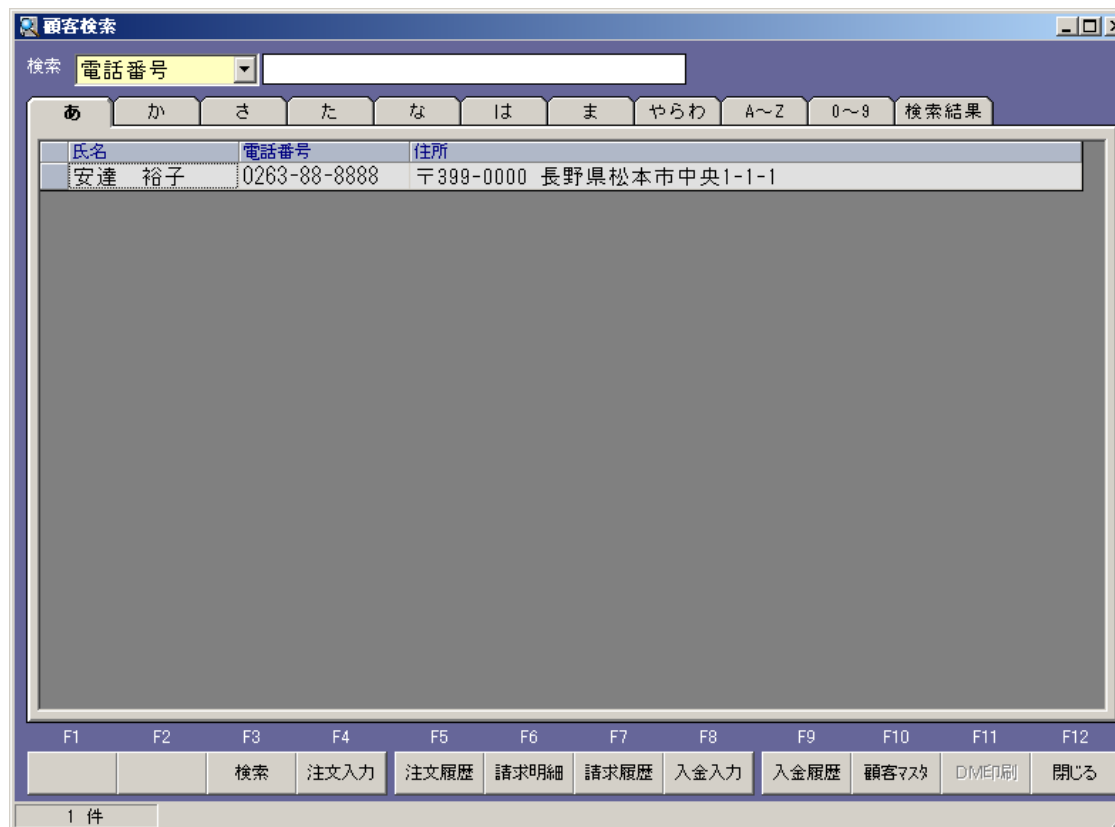 顧客検索
検索 電話番号
あ か さ た な は ま やらわ A～Z 0～9 検索結果
氏名 電話番号 住所
安達　裕子 0263-88-8888 〒399-0000 長野県松本市中央1-1-1
F1 F2 F3 F4 F5 F6 F7 F8 F9 F10 F11 F12
検索 注文入力 注文履歴 請求明細 請求履歴 入金入力 入金履歴 顧客ﾏｽﾀ DM印刷 閉じる
1 件